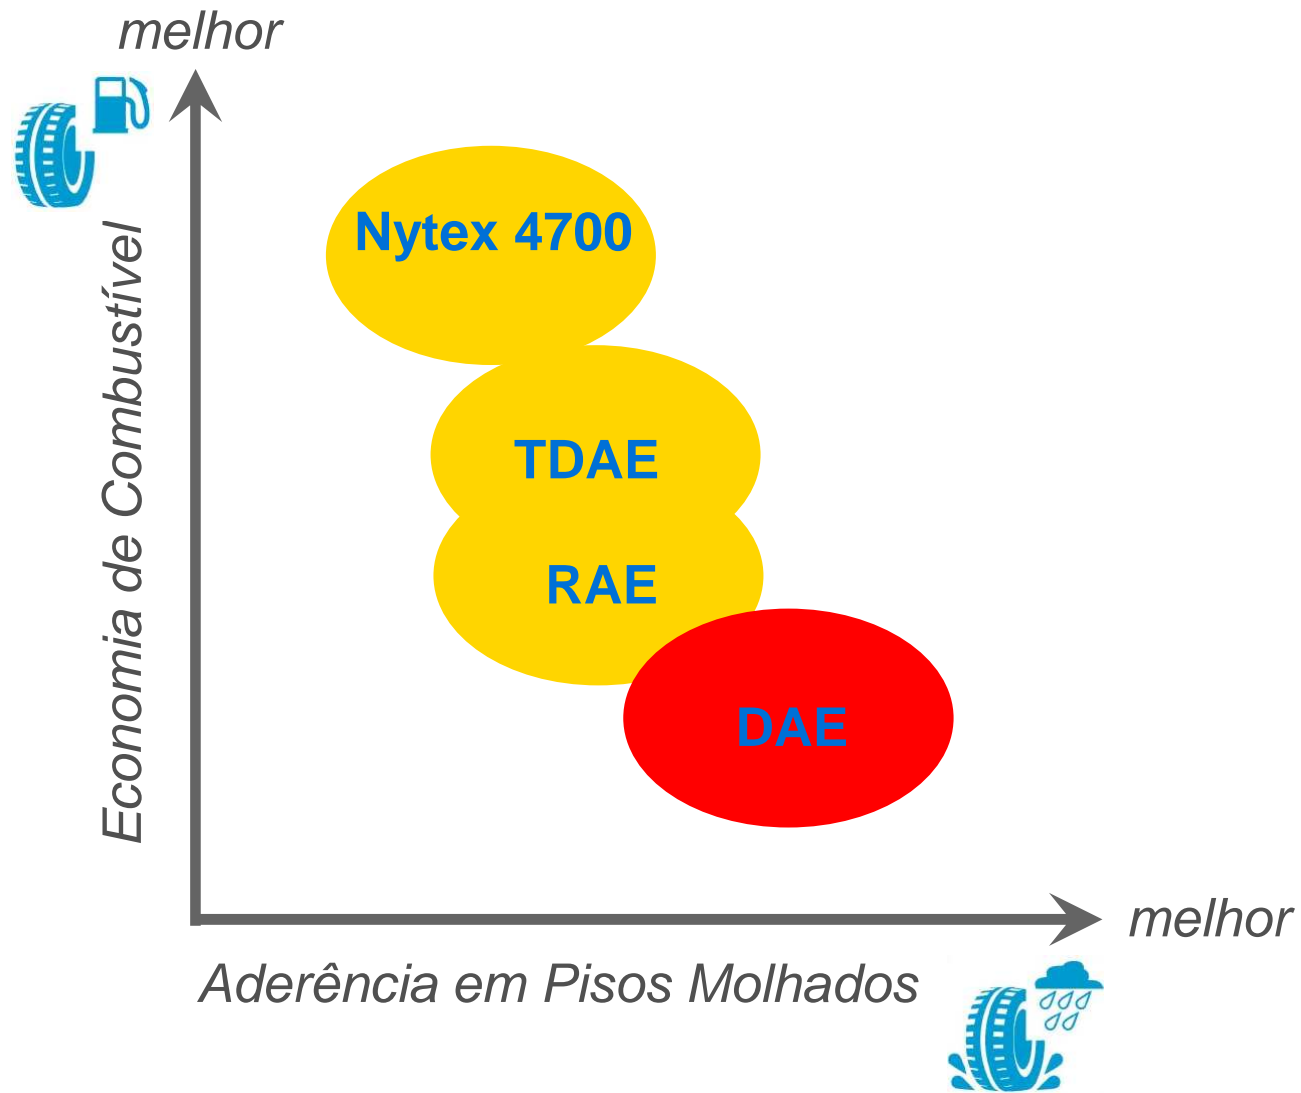 melhor
Economia de Combustível
Nytex 4700
TDAE
RAE
DAE
melhor
Aderência em Pisos Molhados